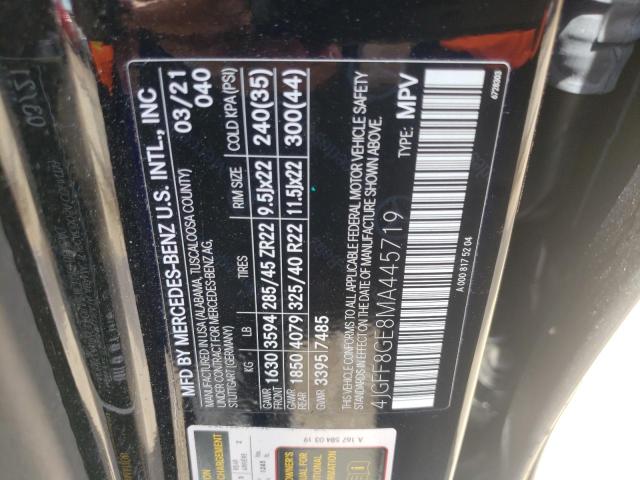 MFD BY MERCEDES-BENZ U.S. INTL., INC
MANUFACTURED IN USA (ALABAMA, TUSCALOOSA COUNTY) 03/21
UNDER CONTRACT FOR MERCEDES-BENZ AG, 040
STUTTGART (GERMANY)
KG LB TIRES RIM SIZE COLD KPA (PSI)
GAWR FRONT 1630 3594 285/45 ZR22 9.5Jx22 240(35)
GAWR REAR 1850 4079 325/40 R22 11.5Jx22 300(44)
GVWR 3395 7485
THIS VEHICLE CONFORMS TO ALL APPLICABLE FEDERAL MOTOR VEHICLE SAFETY
STANDARDS IN EFFECT ON THE DATE OF MANUFACTURE SHOWN ABOVE.
4JGFF8GE8MA445719 TYPE: MPV
A 000 817 52 04
A 167 584 03 19